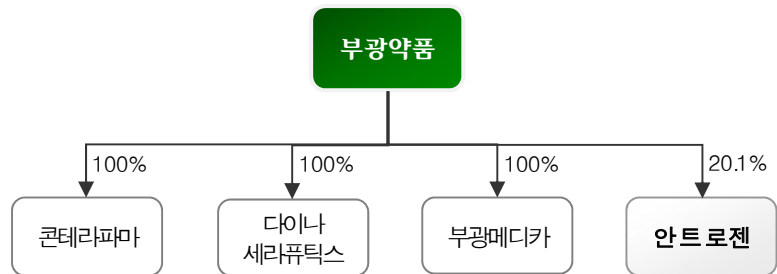 부광약품
100%
100%
100%
20.1%
콘테라파마
다이나
세라퓨틱스
부광메디카
안트로젠